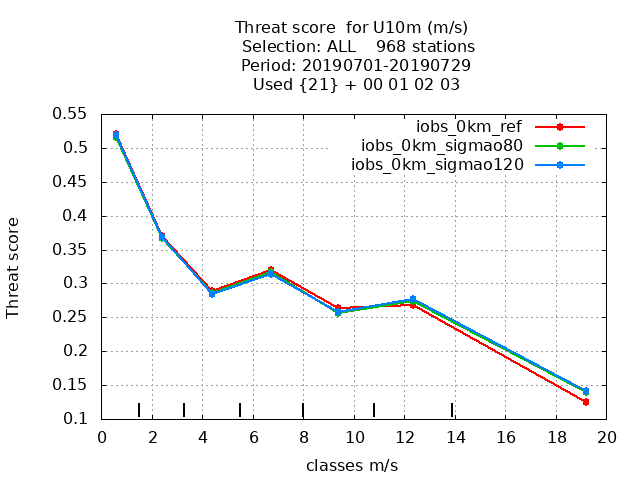 Threat score  for U10m (m/s)
Selection: ALL    968 stations
Period: 20190701-20190729
Used {21} + 00 01 02 03
iobs_0km_ref
iobs_0km_sigmao80
iobs_0km_sigmao120
Threat score
0.55
0.5
0.45
0.4
0.35
0.3
0.25
0.2
0.15
0.1
0 2 4 6 8 10 12 14 16 18 20
classes m/s